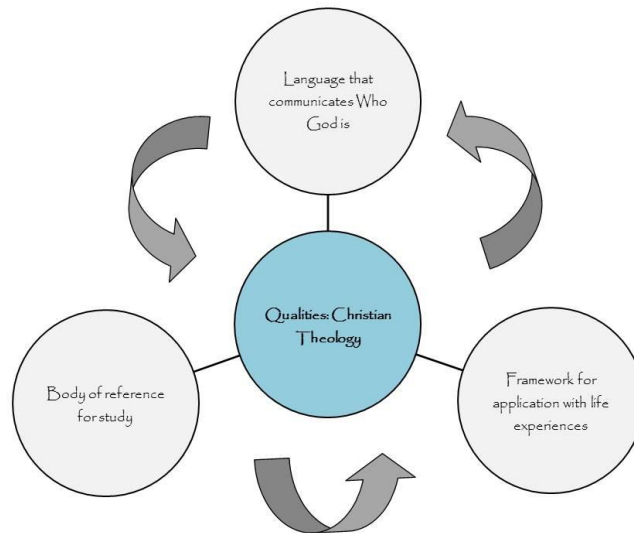 Language that
communicates Who
God is
Qualities: Christian
Theology
Body of reference
for study
Framework for
application with life
experiences